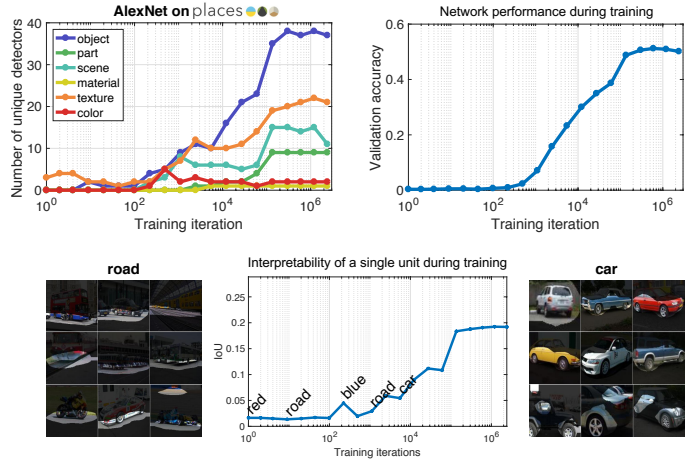 AlexNet on places
Number of unique detectors
40
30
20
10
0
object
part
scene
material
texture
color
10^0
10^2
10^4
10^6
Training iteration
Network performance during training
Validation accuracy
0.6
0.4
0.2
0
10^0
10^2
10^4
10^6
Training iteration
road
Interpretability of a single unit during training
IoU
0.25
0.2
0.15
0.1
0.05
0
red
road
blue
road
car
10^0
10^2
10^4
10^6
Training iterations
car